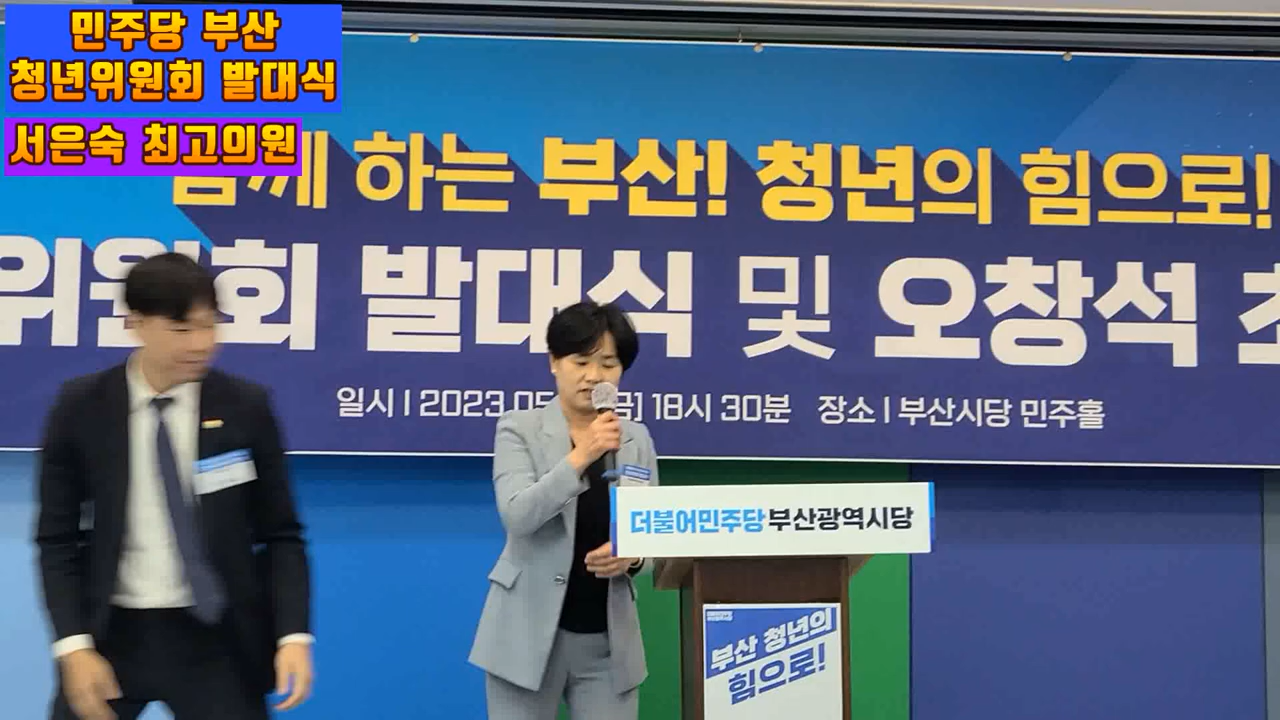 민주당 부산
청년위원회 발대식
서은숙 최고의원
함께 하는 부산! 청년의 힘으로!
위원회 발대식 및 오창석
일시 | 2023.05 금] 18시 30분 장소 | 부산시당 민주홀
더불어민주당 부산광역시당
부산 청년의
힘으로!